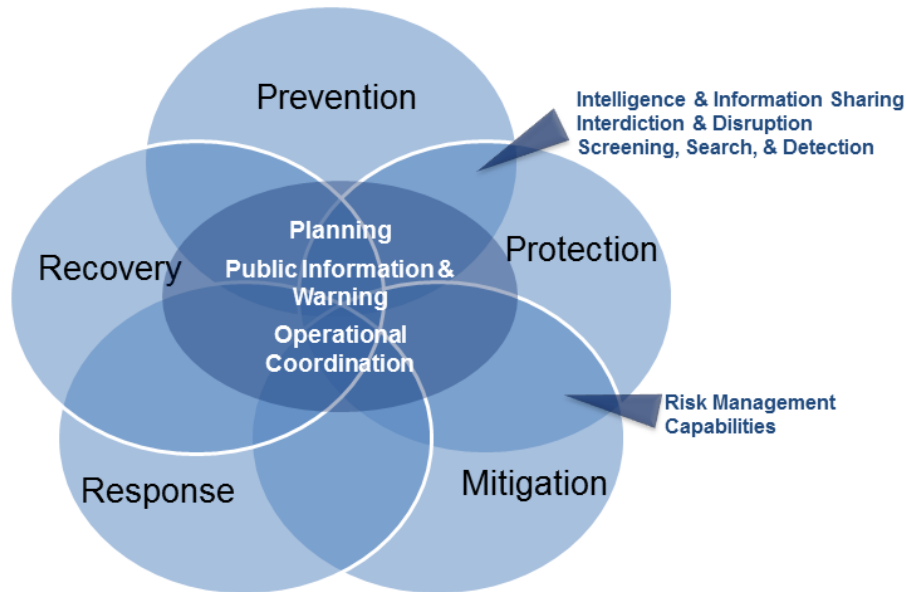 Prevention
Intelligence & Information Sharing
Interdiction & Disruption
Screening, Search, & Detection
Planning
Protection
Recovery
Public Information &
Warning
Operational
Coordination
Risk Management
Capabilities
Response
Mitigation